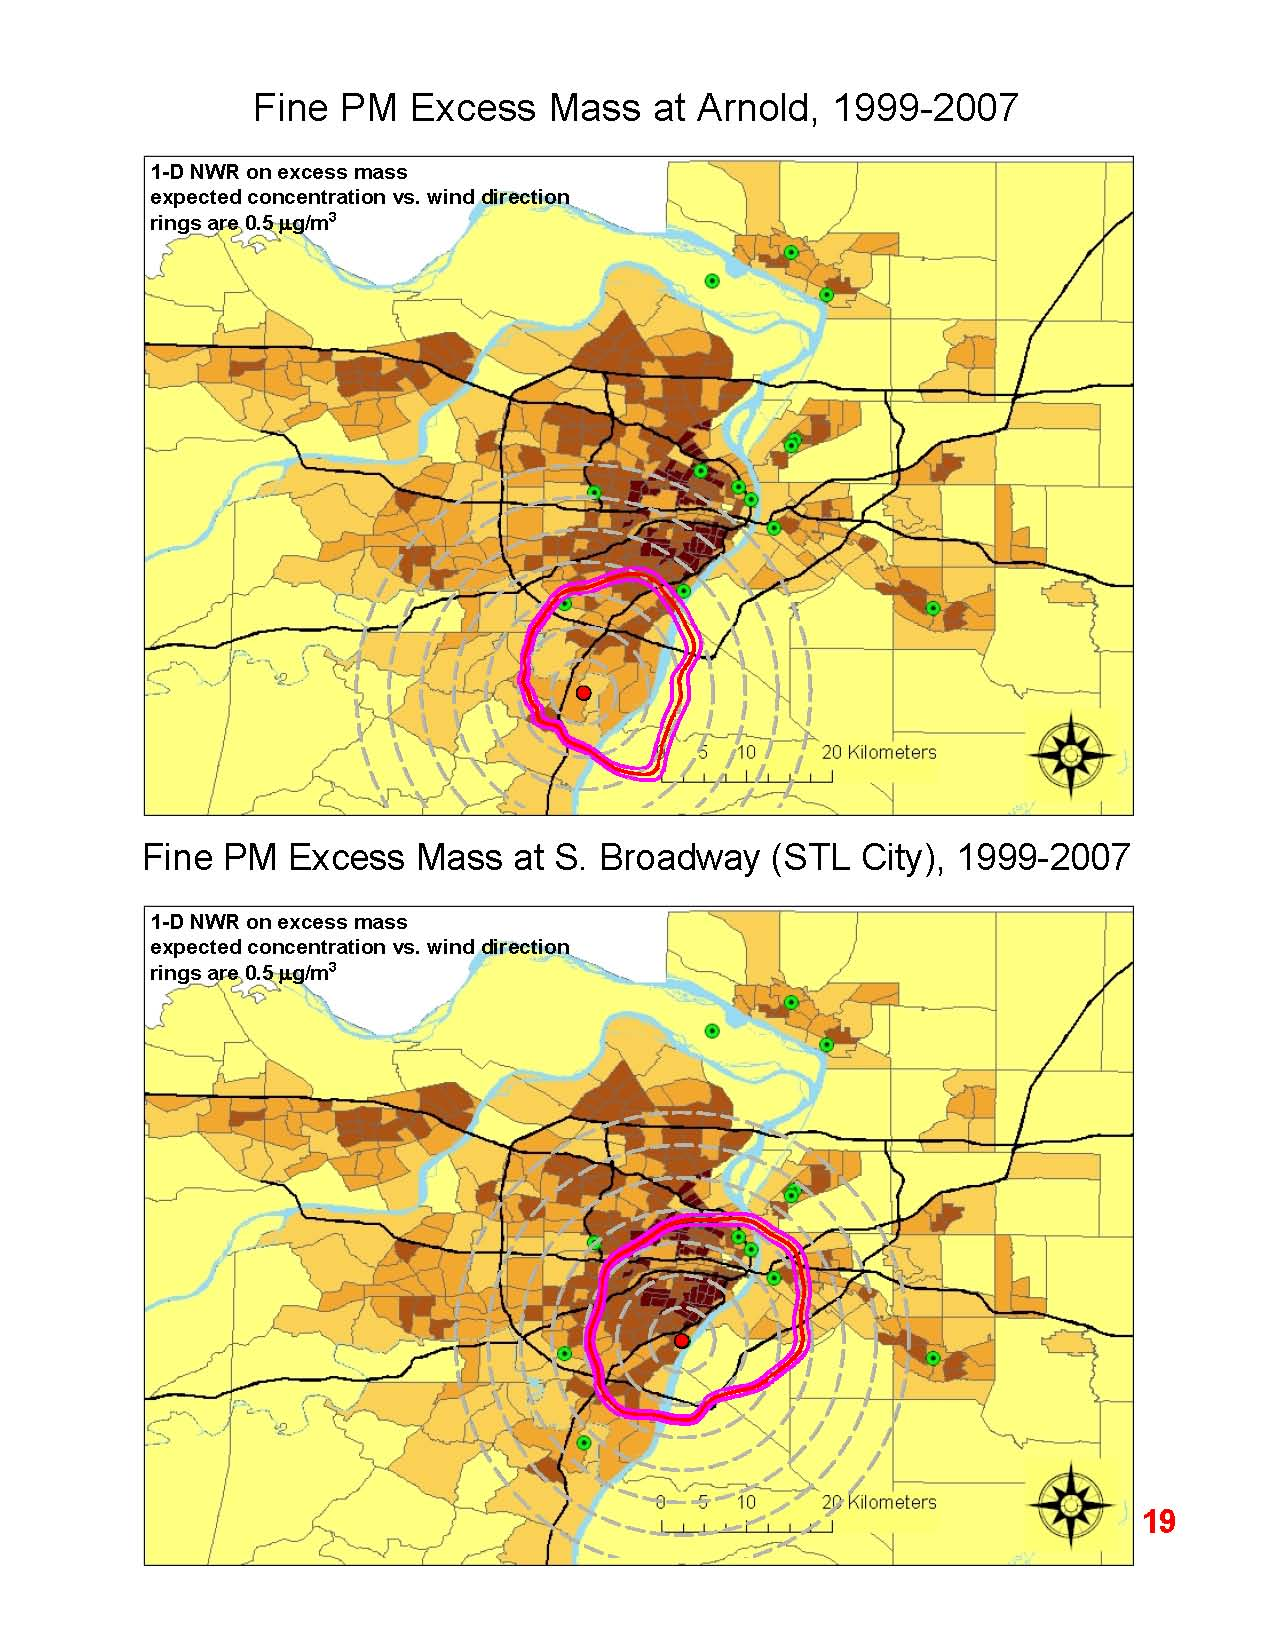 Fine PM Excess Mass at Arnold, 1999-2007
1-D NWR on excess mass
expected concentration vs. wind direction
rings are 0.5 µg/m³
5 10 20 Kilometers
Fine PM Excess Mass at S. Broadway (STL City), 1999-2007
1-D NWR on excess mass
expected concentration vs. wind direction
rings are 0.5 µg/m³
0 5 10 20 Kilometers
19